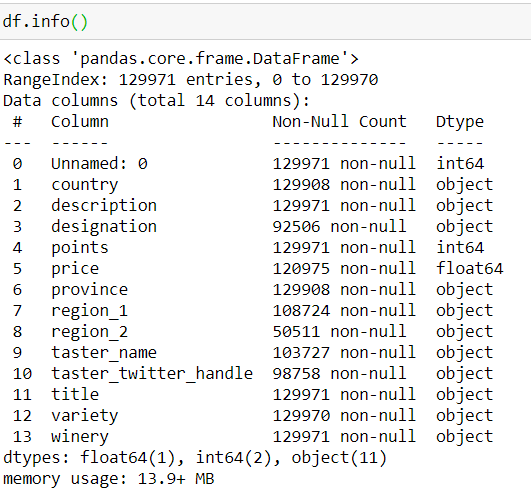 df.info()
<class 'pandas.core.frame.DataFrame'>
RangeIndex: 129971 entries, 0 to 129970
Data columns (total 14 columns):
 #   Column                 Non-Null Count   Dtype
---  ------                 --------------   -----
 0   Unnamed: 0             129971 non-null  int64
 1   country                129908 non-null  object
 2   description            129971 non-null  object
 3   designation            92506 non-null   object
 4   points                 129971 non-null  int64
 5   price                  120975 non-null  float64
 6   province               129908 non-null  object
 7   region_1               108724 non-null  object
 8   region_2               50511 non-null   object
 9   taster_name            103727 non-null  object
 10  taster_twitter_handle  98758 non-null   object
 11  title                  129971 non-null  object
 12  variety                129970 non-null  object
 13  winery                 129971 non-null  object
dtypes: float64(1), int64(2), object(11)
memory usage: 13.9+ MB